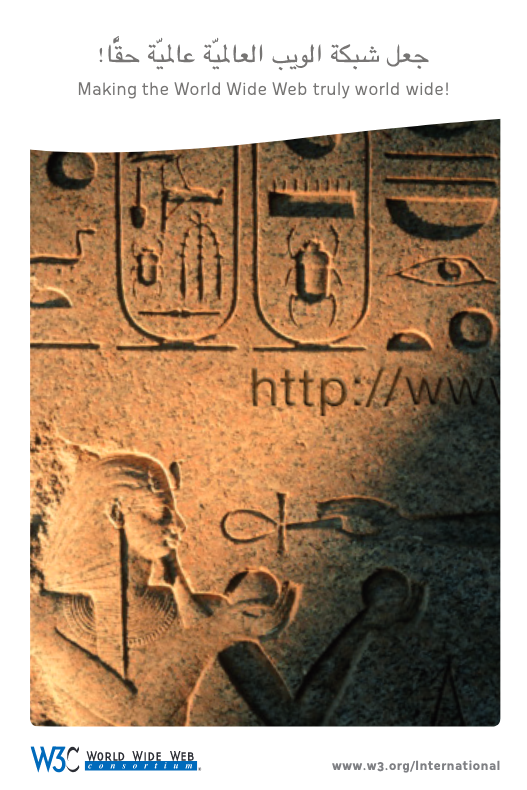 جعل شبكة الويب العالميّة عالميّة حقًّا!
Making the World Wide Web truly world wide!
http://www
W3C WORLD WIDE WEB
consortium
www.w3.org/International